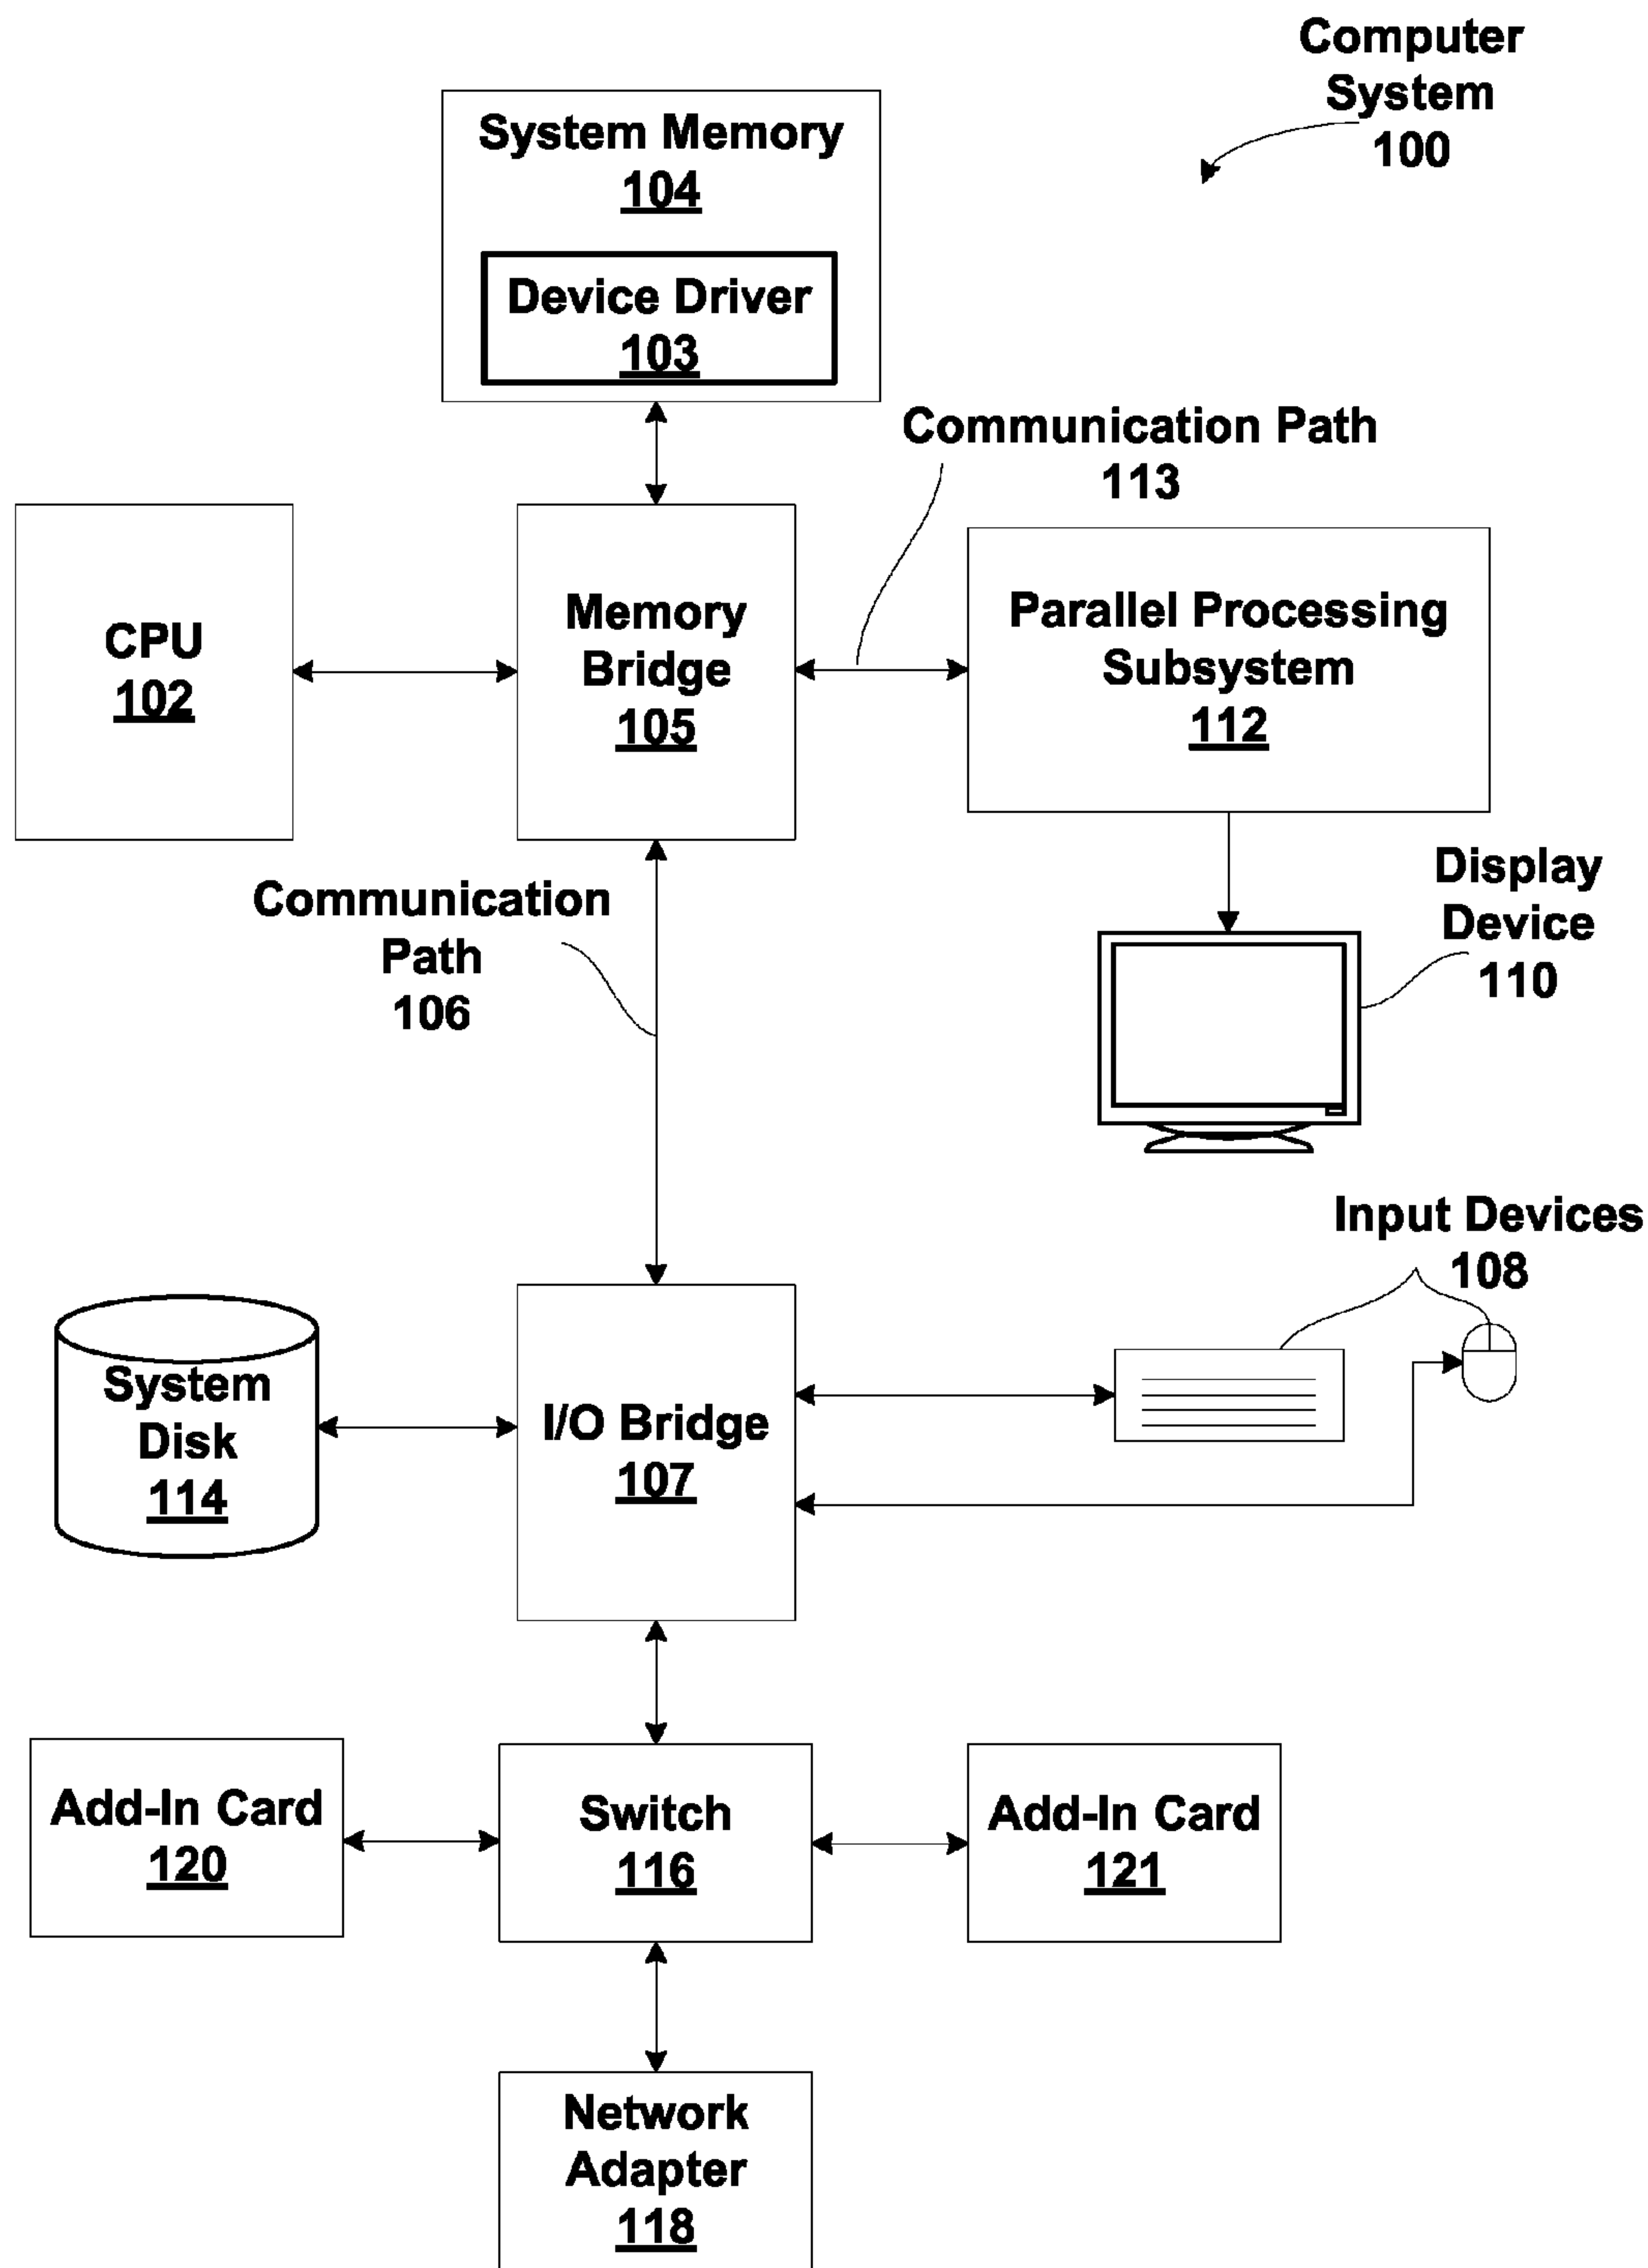 Computer
System
100
System Memory
104
Device Driver
103
Communication Path
113
CPU
102
Memory
Bridge
105
Parallel Processing
Subsystem
112
Communication
Path
106
Display
Device
110
Input Devices
108
System
Disk
114
I/O Bridge
107
Add-In Card
120
Switch
116
Add-In Card
121
Network
Adapter
118